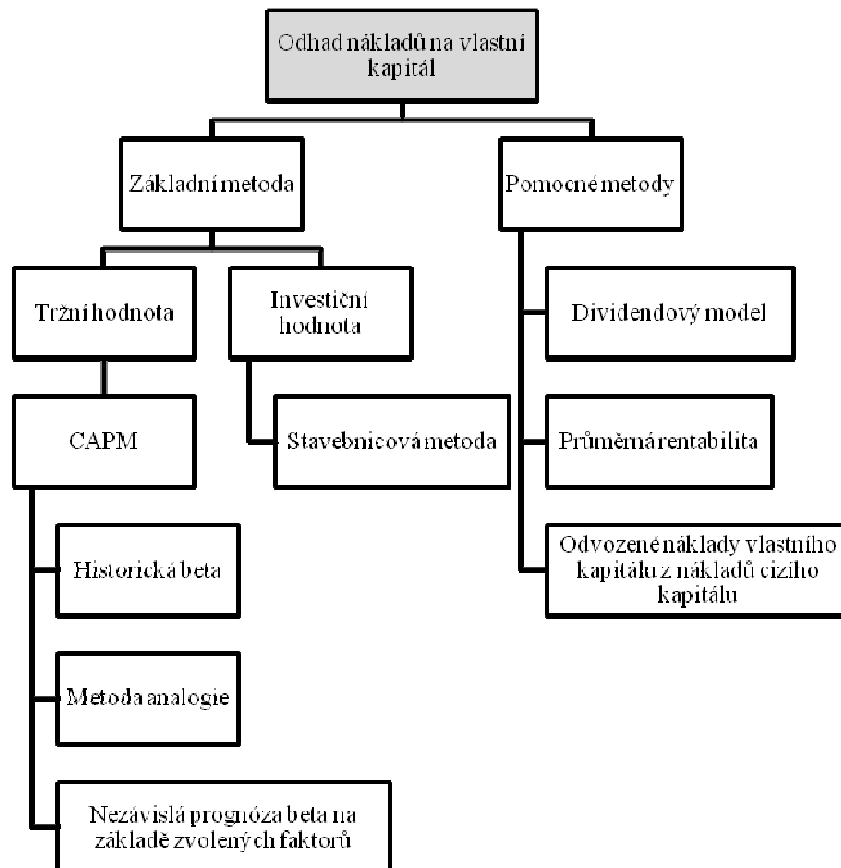 Odhad nákladů na vlastní
kapitál
Základní metoda
Pomocné metody
Tržní hodnota
Investiční
hodnota
Dividendový model
CAPM
Stavebnicová metoda
Průměrná rentabilita
Historická beta
Odvozené náklady vlastního
kapitálu z nákladů cizího
kapitálu
Metoda analogie
Nezávislá prognóza beta na
základě zvolených faktorů